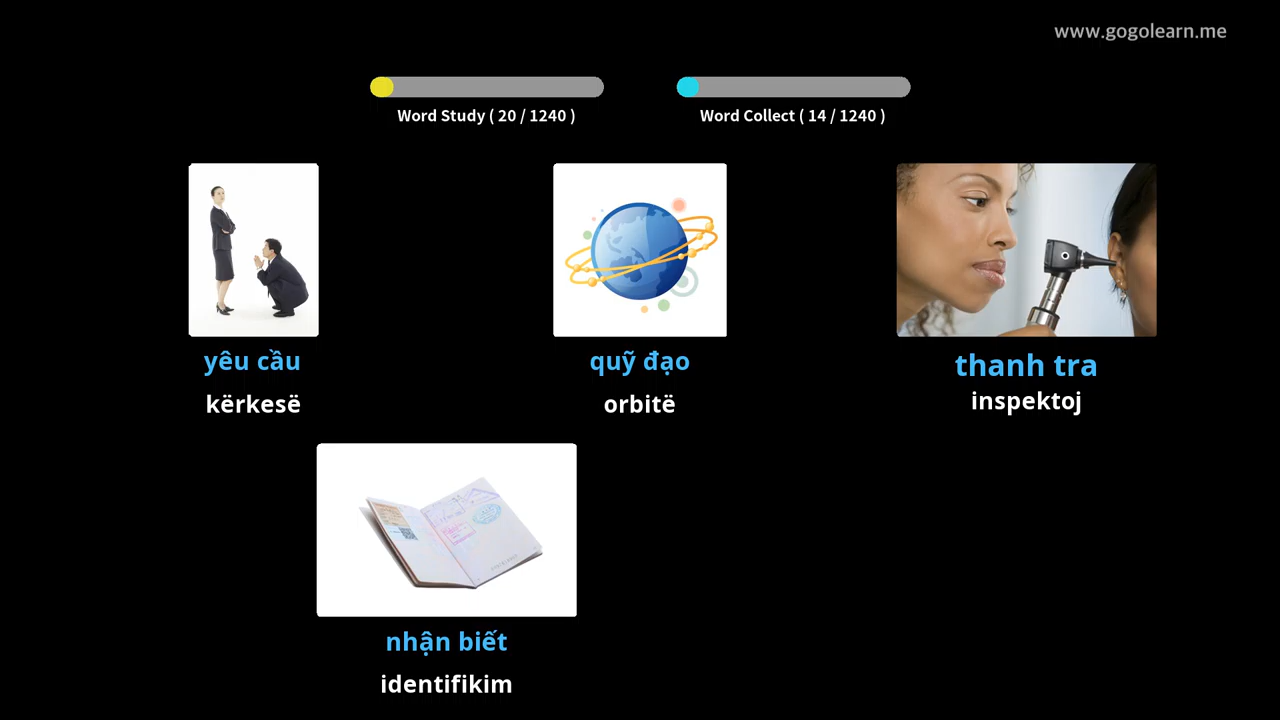 www.gogolearn.me
Word Study ( 20 / 1240 )
Word Collect ( 14 / 1240 )
yêu cầu
kërkesë
quỹ đạo
orbitë
thanh tra
inspektoj
nhận biết
identifikim